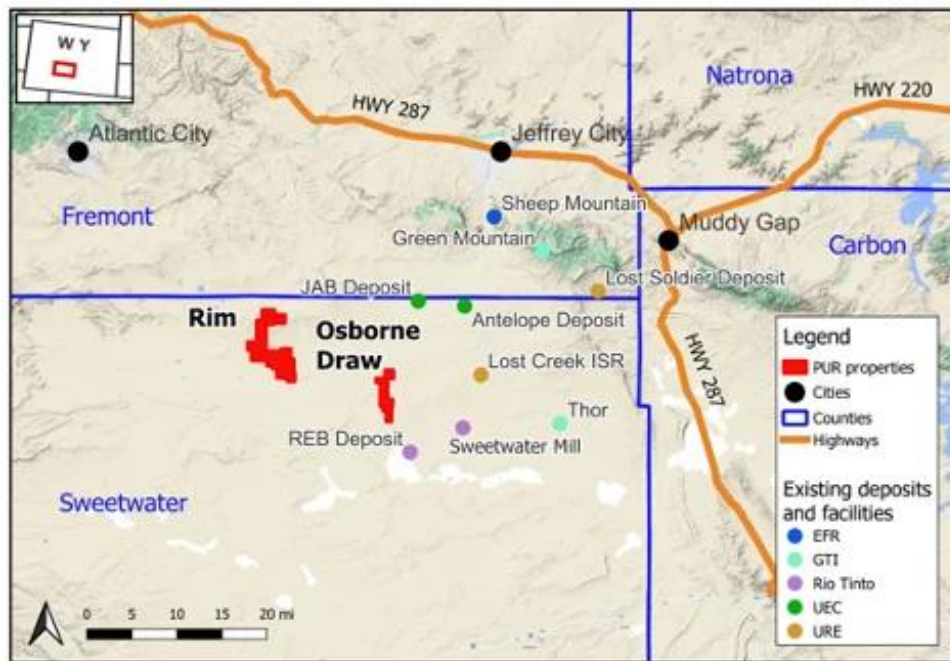 W Y
Natrona
HWY 220
HWY 287
Atlantic City
Jeffrey City
Sheep Mountain
Fremont
Green Mountain
Muddy Gap
Carbon
Lost Soldier Deposit
JAB Deposit
Rim
Osborne
Draw
Antelope Deposit
Lost Creek ISR
HWY 287
Thor
REB Deposit
Sweetwater Mill
Sweetwater
Legend
PUR properties
Cities
Counties
Highways
Existing deposits
and facilities
EFR
GTI
Rio Tinto
UEC
URE
0 5 10 15 20 mi